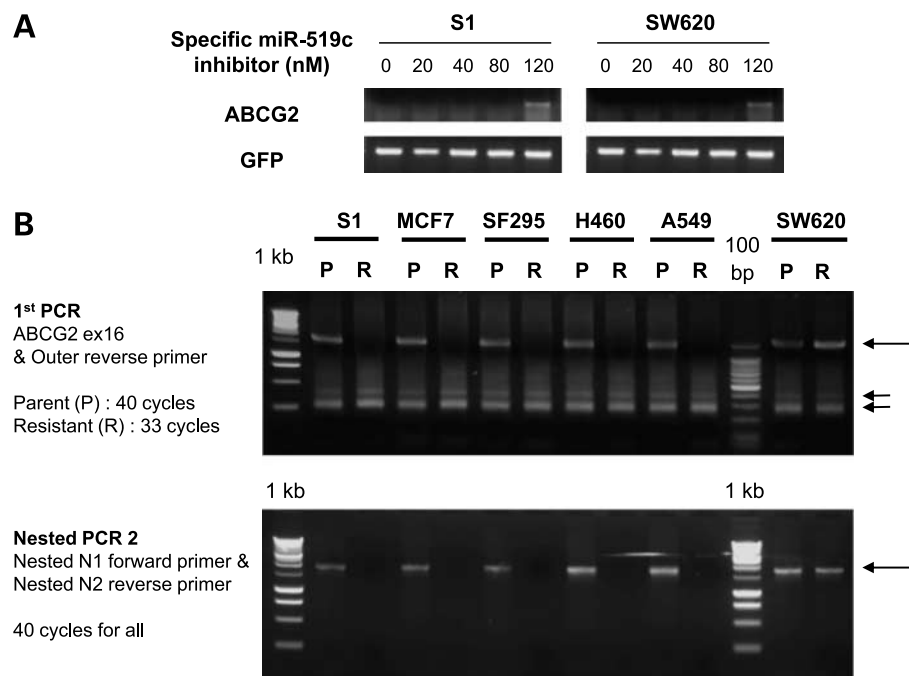 A
S1 SW620
Specific miR-519c
inhibitor (nM)
0 20 40 80 120 0 20 40 80 120
ABCG2
GFP
B
S1 MCF7 SF295 H460 A549 SW620
1 kb P R P R P R P R P R 100 bp P R
1st PCR
ABCG2 ex16
& Outer reverse primer
Parent (P) : 40 cycles
Resistant (R) : 33 cycles
1 kb 1 kb
Nested PCR 2
Nested N1 forward primer &
Nested N2 reverse primer
40 cycles for all